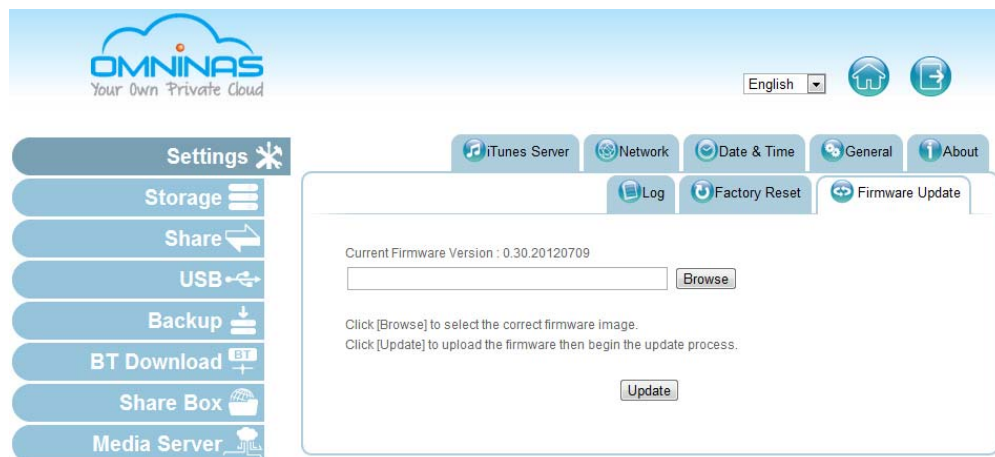 OMNINAS
Your Own Private Cloud
English
Settings
Storage
Share
USB
Backup
BT Download
BT
Share Box
Media Server
iTunes Server
Network
Date & Time
General
About
Log
Factory Reset
Firmware Update
Current Firmware Version : 0.30.20120709
Browse
Click [Browse] to select the correct firmware image.
Click [Update] to upload the firmware then begin the update process.
Update